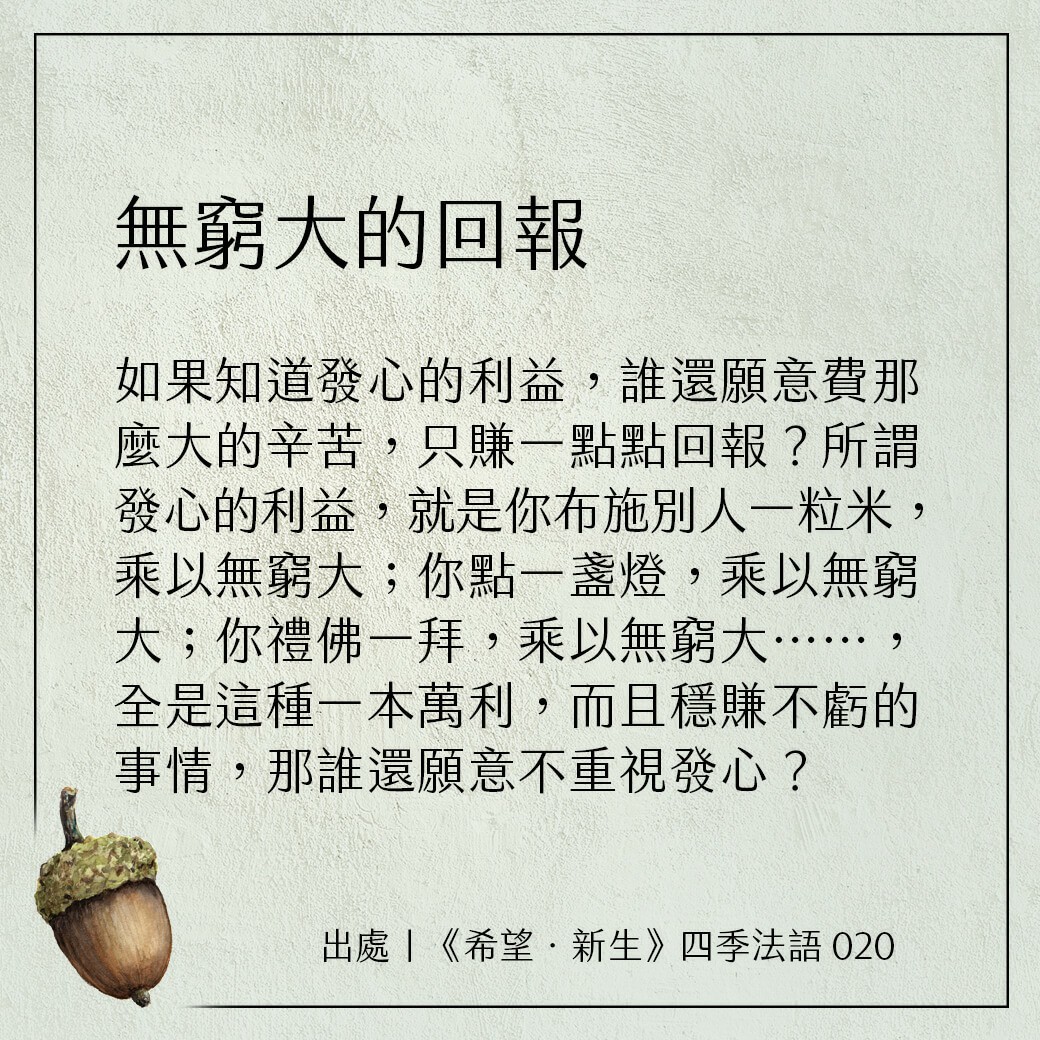 無窮大的回報
如果知道發心的利益，誰還願意費那
麼大的辛苦，只賺一點點回報？所謂
發心的利益，就是你布施別人一粒米，
乘以無窮大；你點一盞燈，乘以無窮
大；你禮佛一拜，乘以無窮大……，
全是這種一本萬利，而且穩賺不虧的
事情，那誰還願意不重視發心？
出處｜《希望．新生》四季法語 020